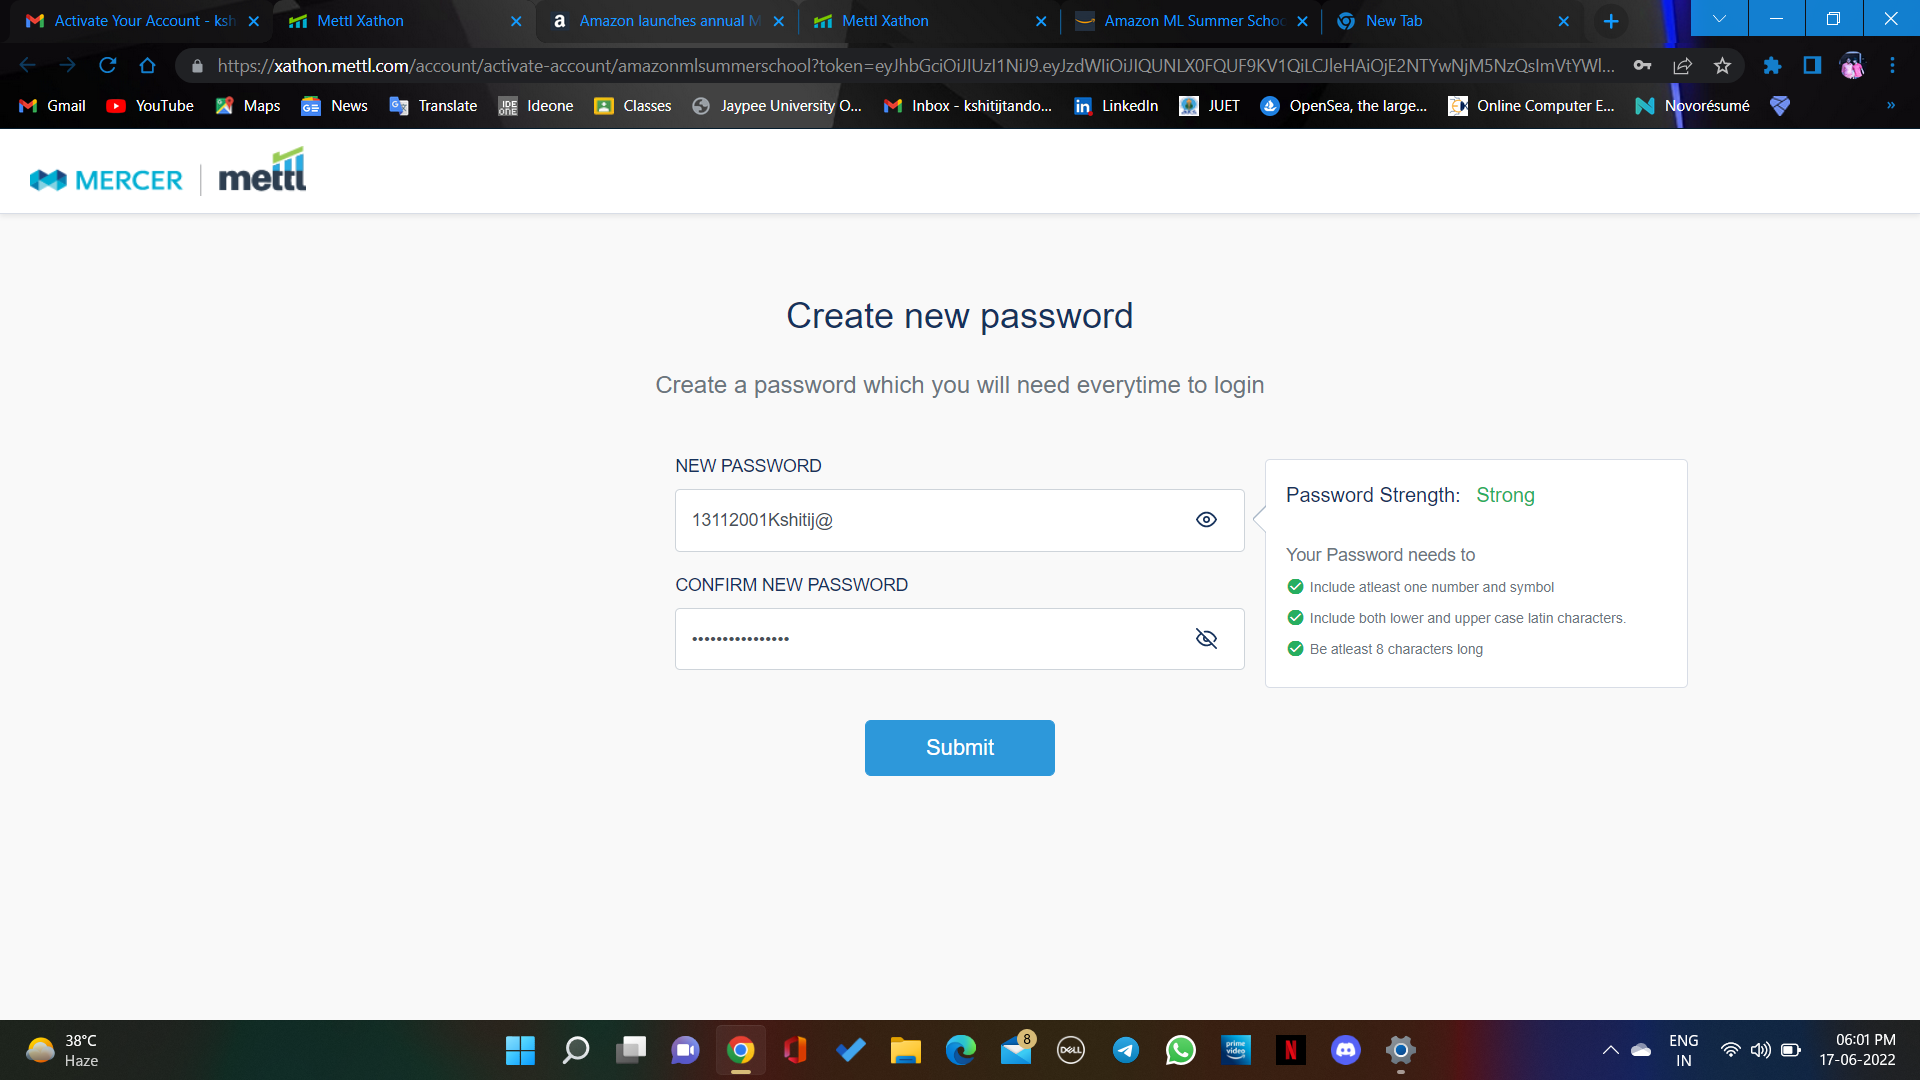 Activate Your Account - ksh
Mettl Xathon
Amazon launches annual M
Mettl Xathon
Amazon ML Summer Schoo
New Tab
https://xathon.mettl.com/account/activate-account/amazonmlsummerschool?token=eyJhbGciOiJIUzI1NiJ9.eyJzdWIiOiJIQUNLX0FQUF9KV1QiLCJleHAiOjE2NTYwNjM5NzQsImVtYWl...
Gmail
YouTube
Maps
News
Translate
Ideone
Classes
Jaypee University O...
Inbox - kshitijtando...
LinkedIn
JUET
OpenSea, the large...
Online Computer E...
Novorésumé
»
MERCER
mettl
Create new password
Create a password which you will need everytime to login
NEW PASSWORD
13112001Kshitij@
CONFIRM NEW PASSWORD
••••••••••••••••
Password Strength: Strong
Your Password needs to
Include atleast one number and symbol
Include both lower and upper case latin characters.
Be atleast 8 characters long
Submit
38°C
Haze
8
DELL
prime video
N
ENG
IN
06:01 PM
17-06-2022